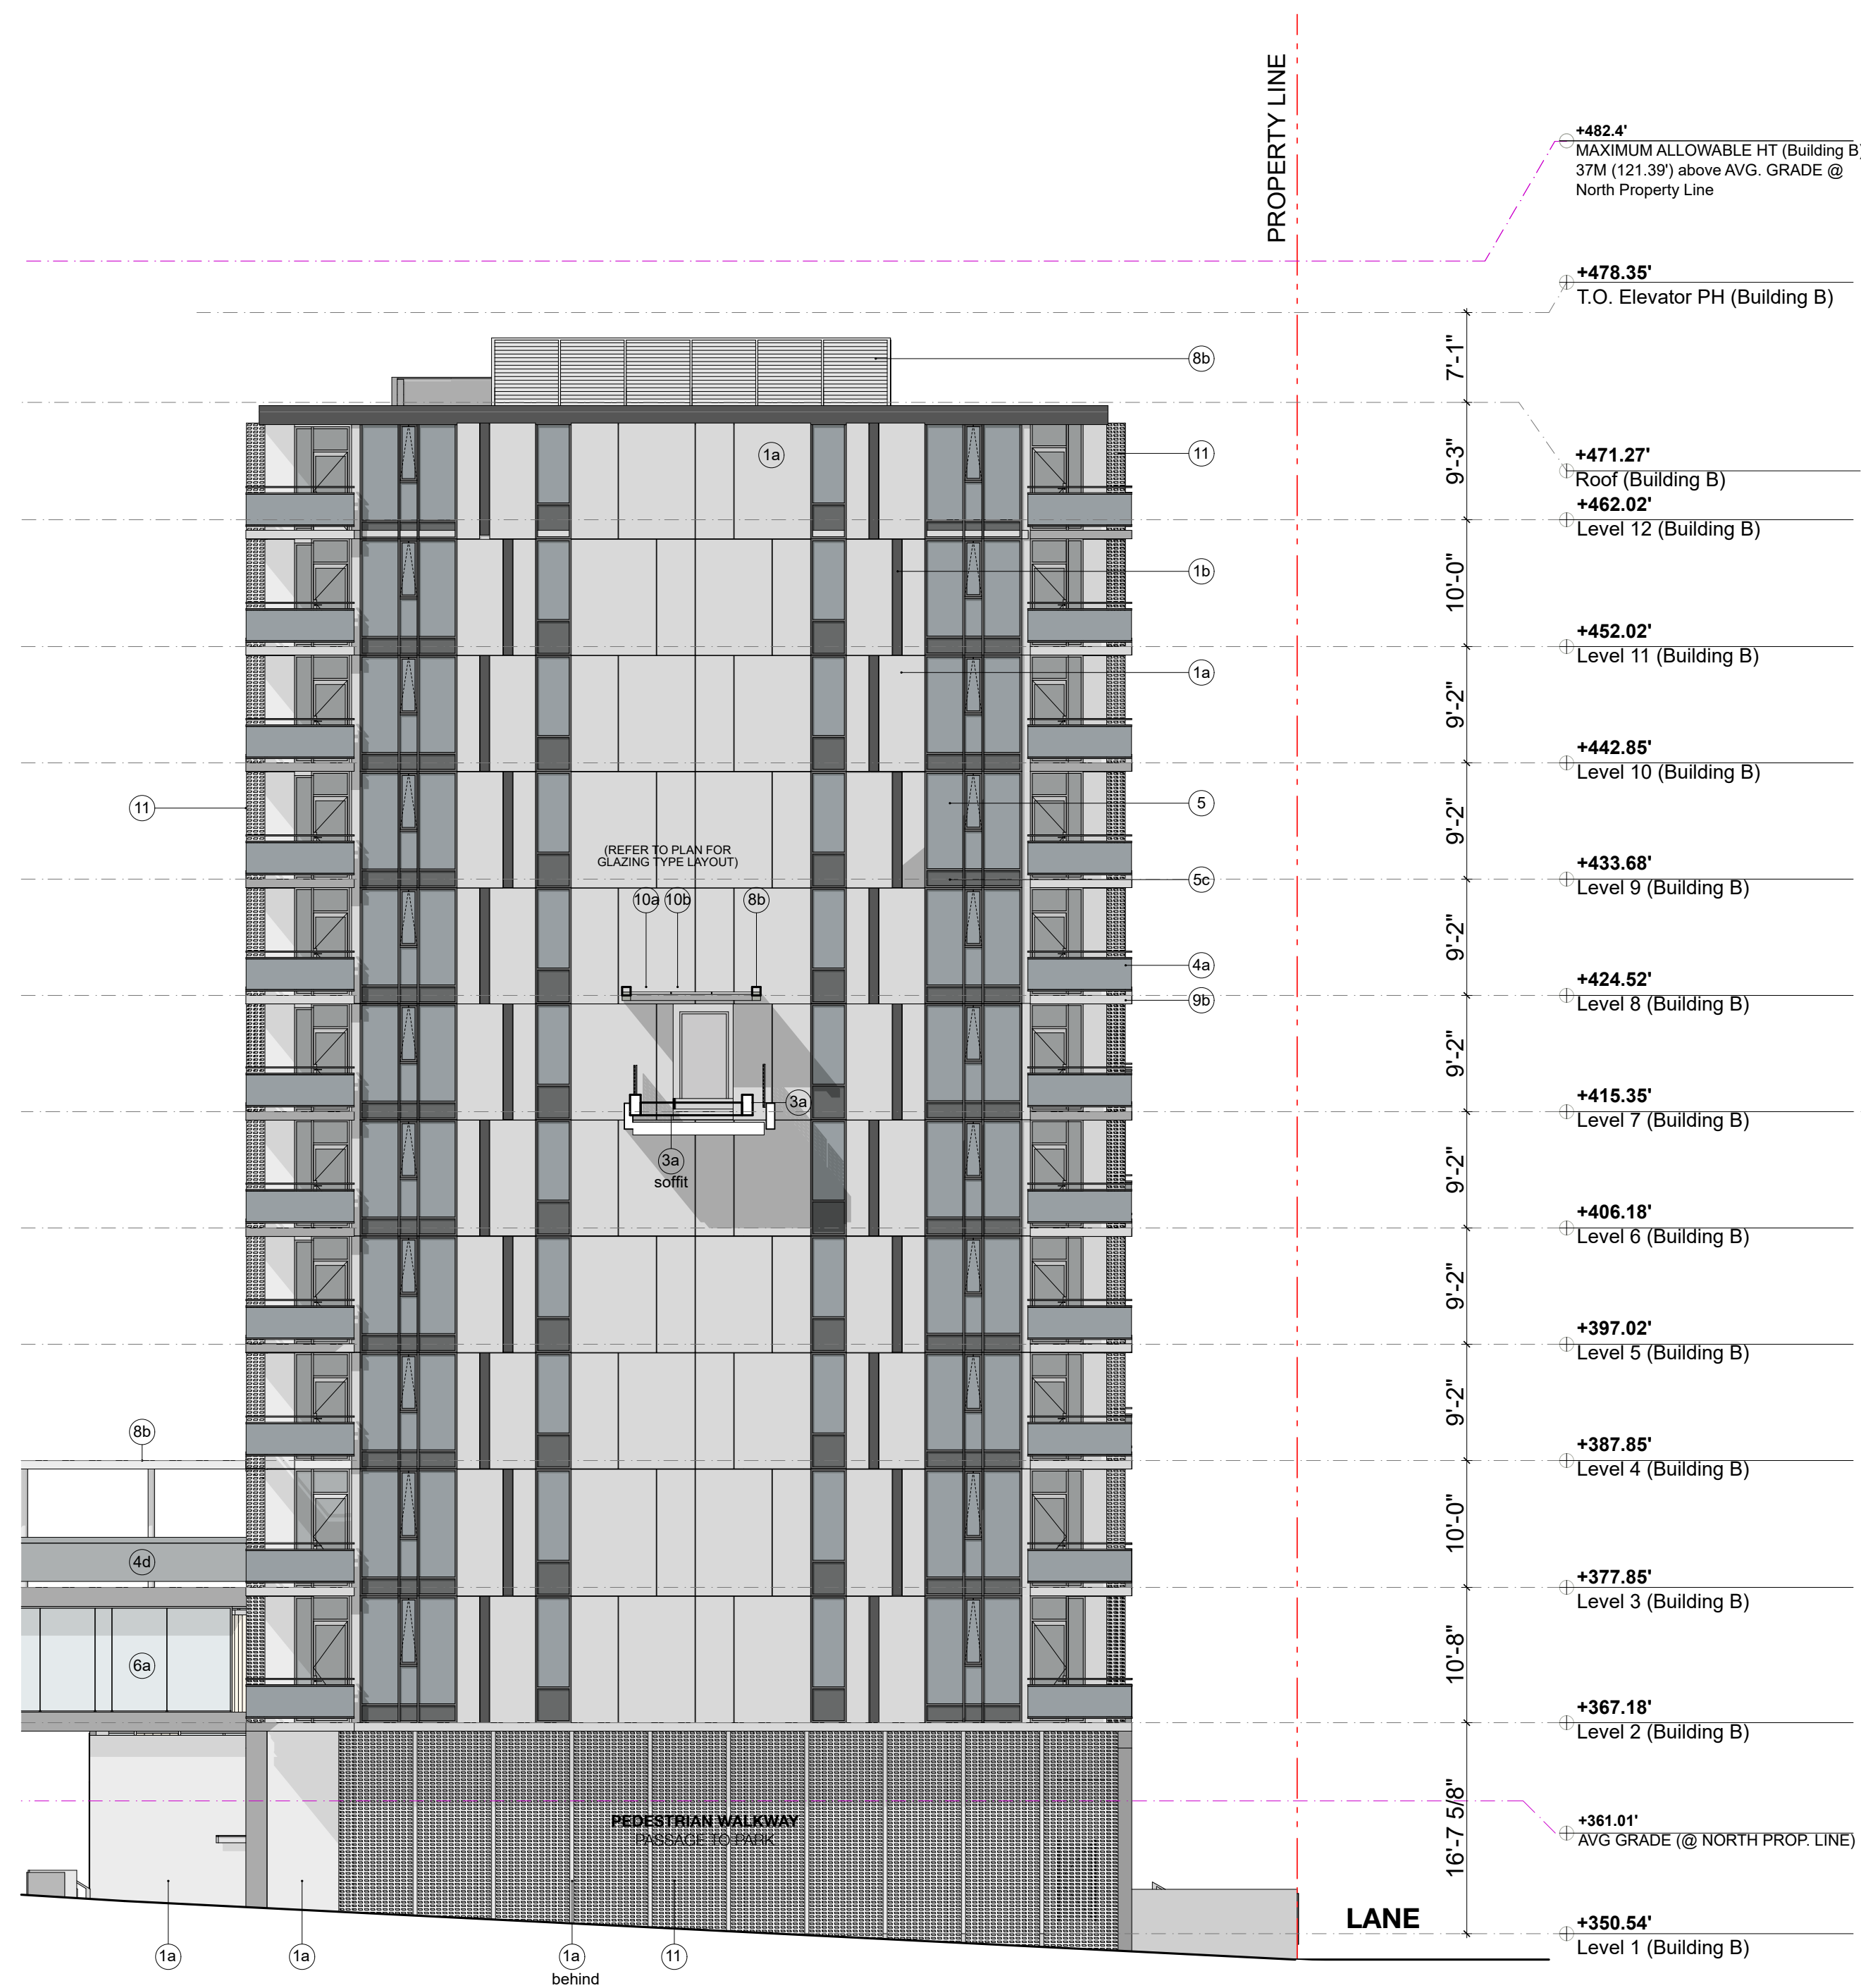 PROPERTY LINE
+482.4'
MAXIMUM ALLOWABLE HT (Building B)
37M (121.39') above AVG. GRADE @
North Property Line
+478.35'
T.O. Elevator PH (Building B)
7'-1"
8b
+471.27'
Roof (Building B)
9'-3"
1a
11
+462.02'
Level 12 (Building B)
10'-0"
1b
+452.02'
Level 11 (Building B)
9'-2"
1a
+442.85'
Level 10 (Building B)
9'-2"
11
5
(REFER TO PLAN FOR
GLAZING TYPE LAYOUT)
5c
+433.68'
Level 9 (Building B)
9'-2"
10a
10b
8b
4a
9b
+424.52'
Level 8 (Building B)
9'-2"
3a
+415.35'
Level 7 (Building B)
9'-2"
3a
soffit
+406.18'
Level 6 (Building B)
9'-2"
+397.02'
Level 5 (Building B)
9'-2"
8b
+387.85'
Level 4 (Building B)
10'-0"
4d
+377.85'
Level 3 (Building B)
10'-8"
6a
+367.18'
Level 2 (Building B)
16'-7 5/8"
PEDESTRIAN WALKWAY
PASSAGE TO PARK
+361.01'
AVG GRADE (@ NORTH PROP. LINE)
LANE
+350.54'
Level 1 (Building B)
1a
1a
1a
behind
11